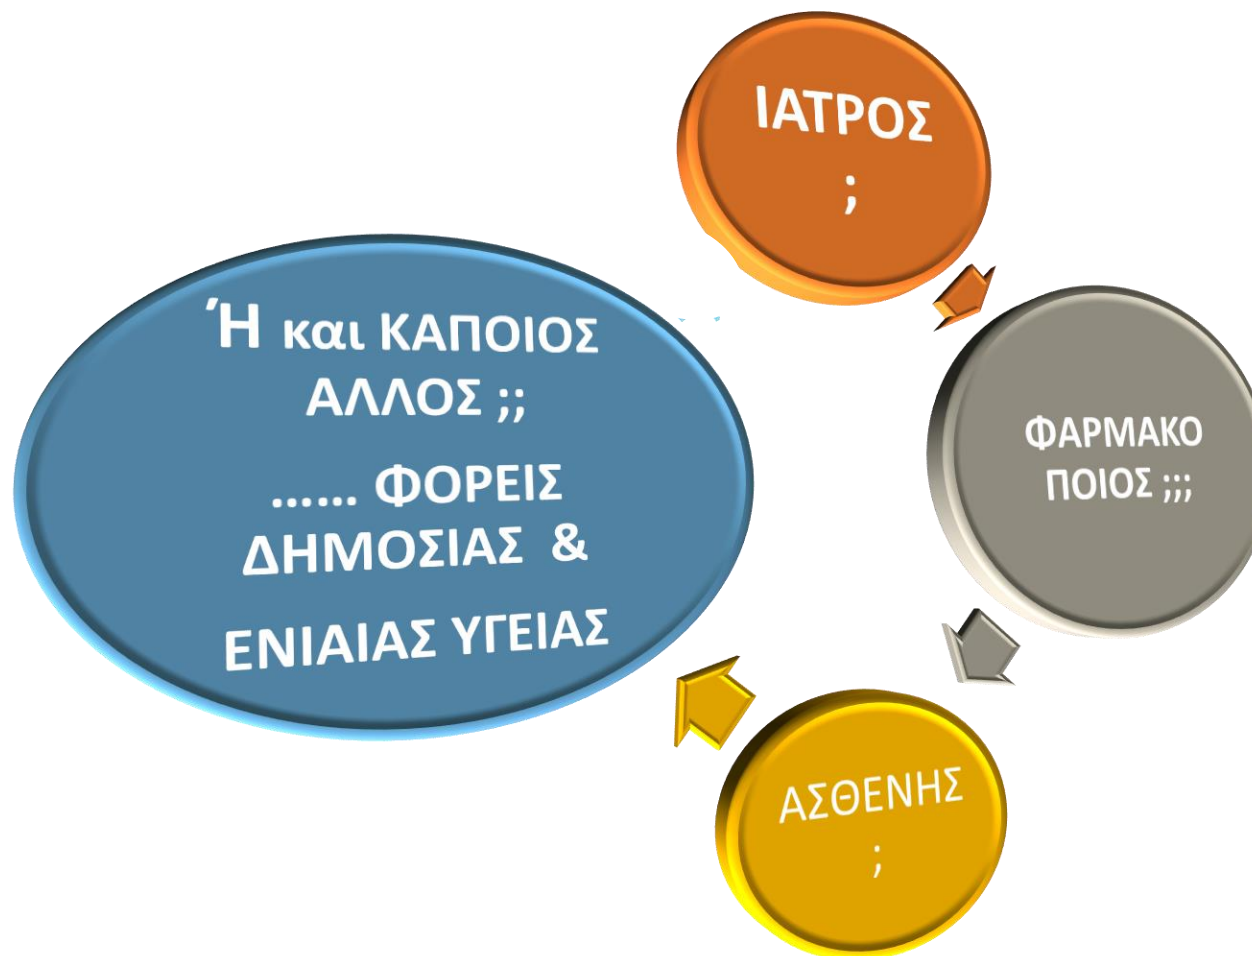 ΙΑΤΡΟΣ
;
ΦΑΡΜΑΚΟ
ΠΟΙΟΣ ;;;
ΑΣΘΕΝΗΣ
;
Ή και ΚΑΠΟΙΟΣ
ΑΛΛΟΣ ;;
...... ΦΟΡΕΙΣ
ΔΗΜΟΣΙΑΣ &
ΕΝΙΑΙΑΣ ΥΓΕΙΑΣ